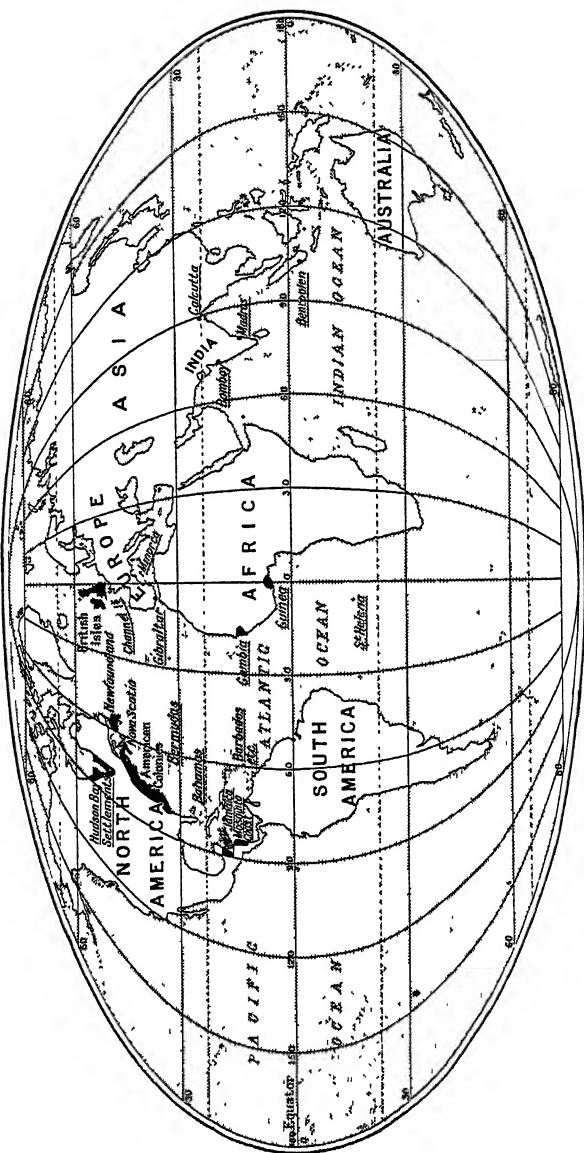 Hudson Bay
Settlement
British
Isles
EUROPE
ASIA
Newfoundland
Nova Scotia
Channel Is.
NORTH
AMERICA
American
Colonies
Gibraltar
Minorca
Bermudas
Bahamas
INDIA
Calcutta
Bombay
Madras
Barbados
etc.
Gambia
AFRICA
ATLANTIC
OCEAN
Guinea
Bencoolen
PACIFIC
OCEAN
Equator
SOUTH
AMERICA
St Helena
INDIAN OCEAN
AUSTRALIA